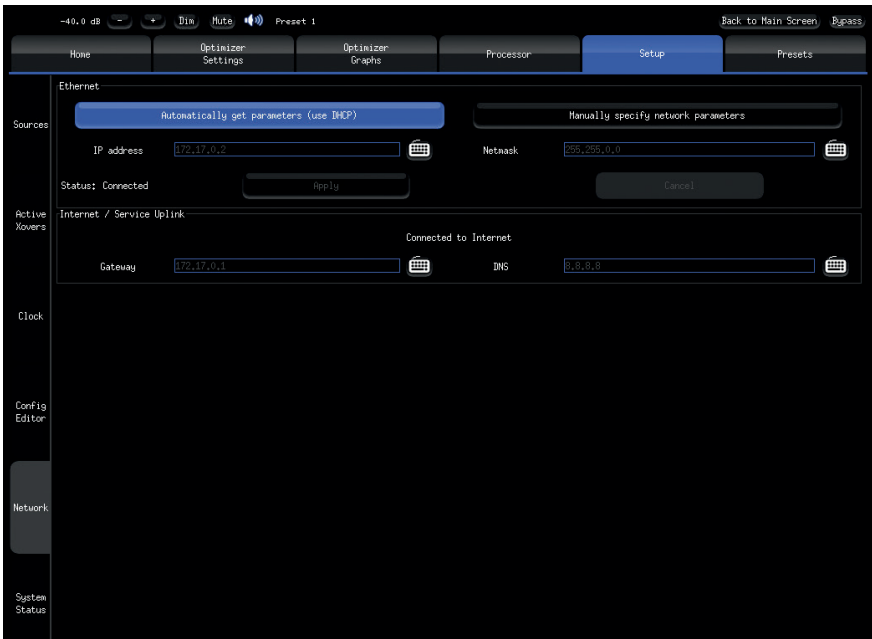 -40.0 dB - + Dim Mute Preset 1 Back to Main Screen Bypass
Home
Optimizer
Settings
Optimizer
Graphs
Processor
Setup
Presets
Sources
Active
Xovers
Clock
Config
Editor
Network
System
Status
Ethernet
Automatically get parameters (use DHCP)
Manually specify network parameters
IP address 172.17.0.2
Netmask 255.255.0.0
Status: Connected
Apply
Cancel
Internet / Service Uplink
Connected to Internet
Gateway 172.17.0.1
DNS 8.8.8.8